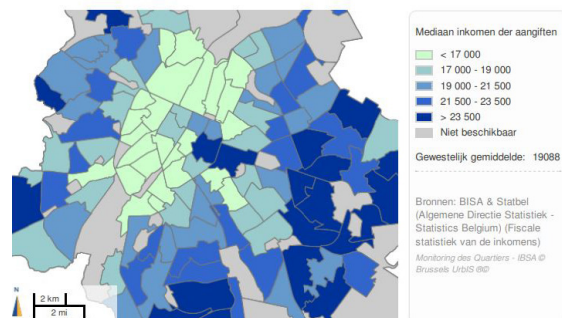 Mediaan inkomen der aangiften
< 17 000
17 000 - 19 000
19 000 - 21 500
21 500 - 23 500
> 23 500
Niet beschikbaar
Gewestelijk gemiddelde: 19088
Bronnen: BISA & Statbel
(Algemene Directie Statistiek -
Statistics Belgium) (Fiscale
statistiek van de inkomens)
Monitoring des Quartiers - IBSA ©
Brussels UrbIS ®©
N
2 km
2 mi